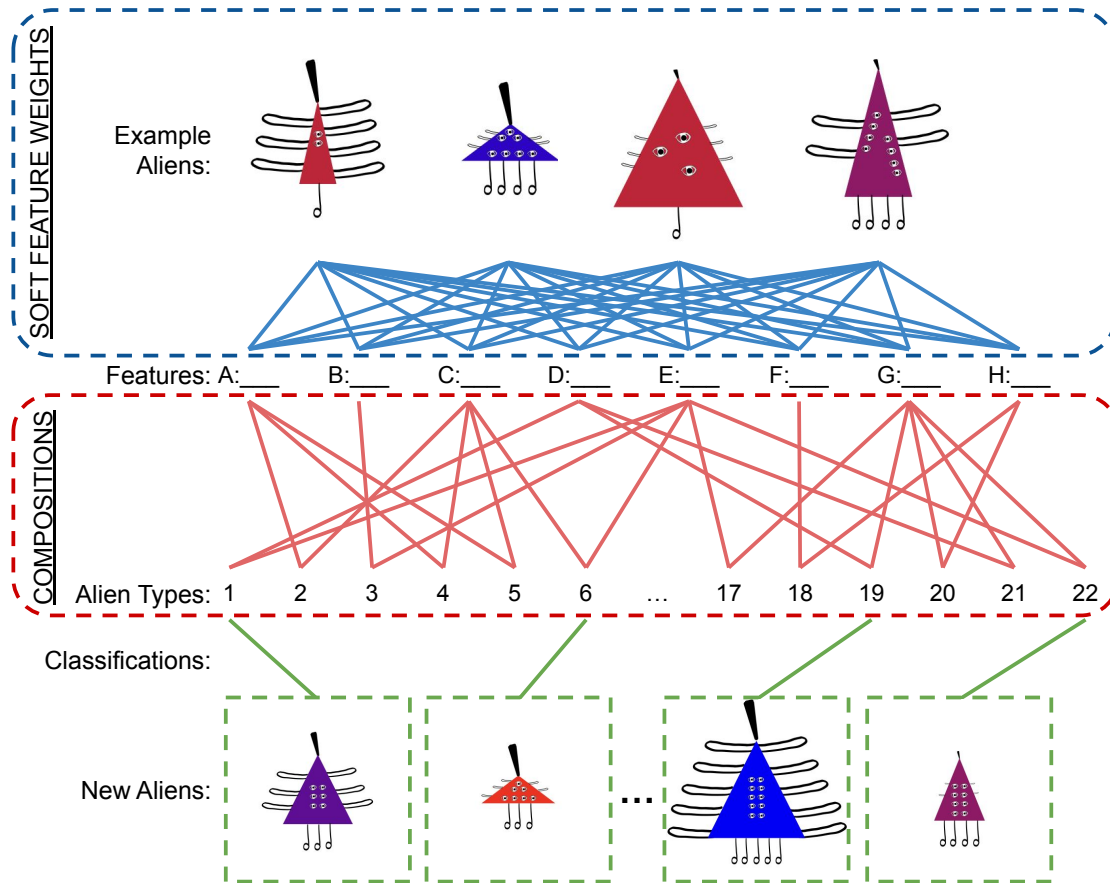 SOFT FEATURE WEIGHTS
Example
Aliens:
Features: A:___ B:___ C:___ D:___ E:___ F:___ G:___ H:___
COMPOSITIONS
Alien Types: 1 2 3 4 5 6 ... 17 18 19 20 21 22
Classifications:
New Aliens: ...